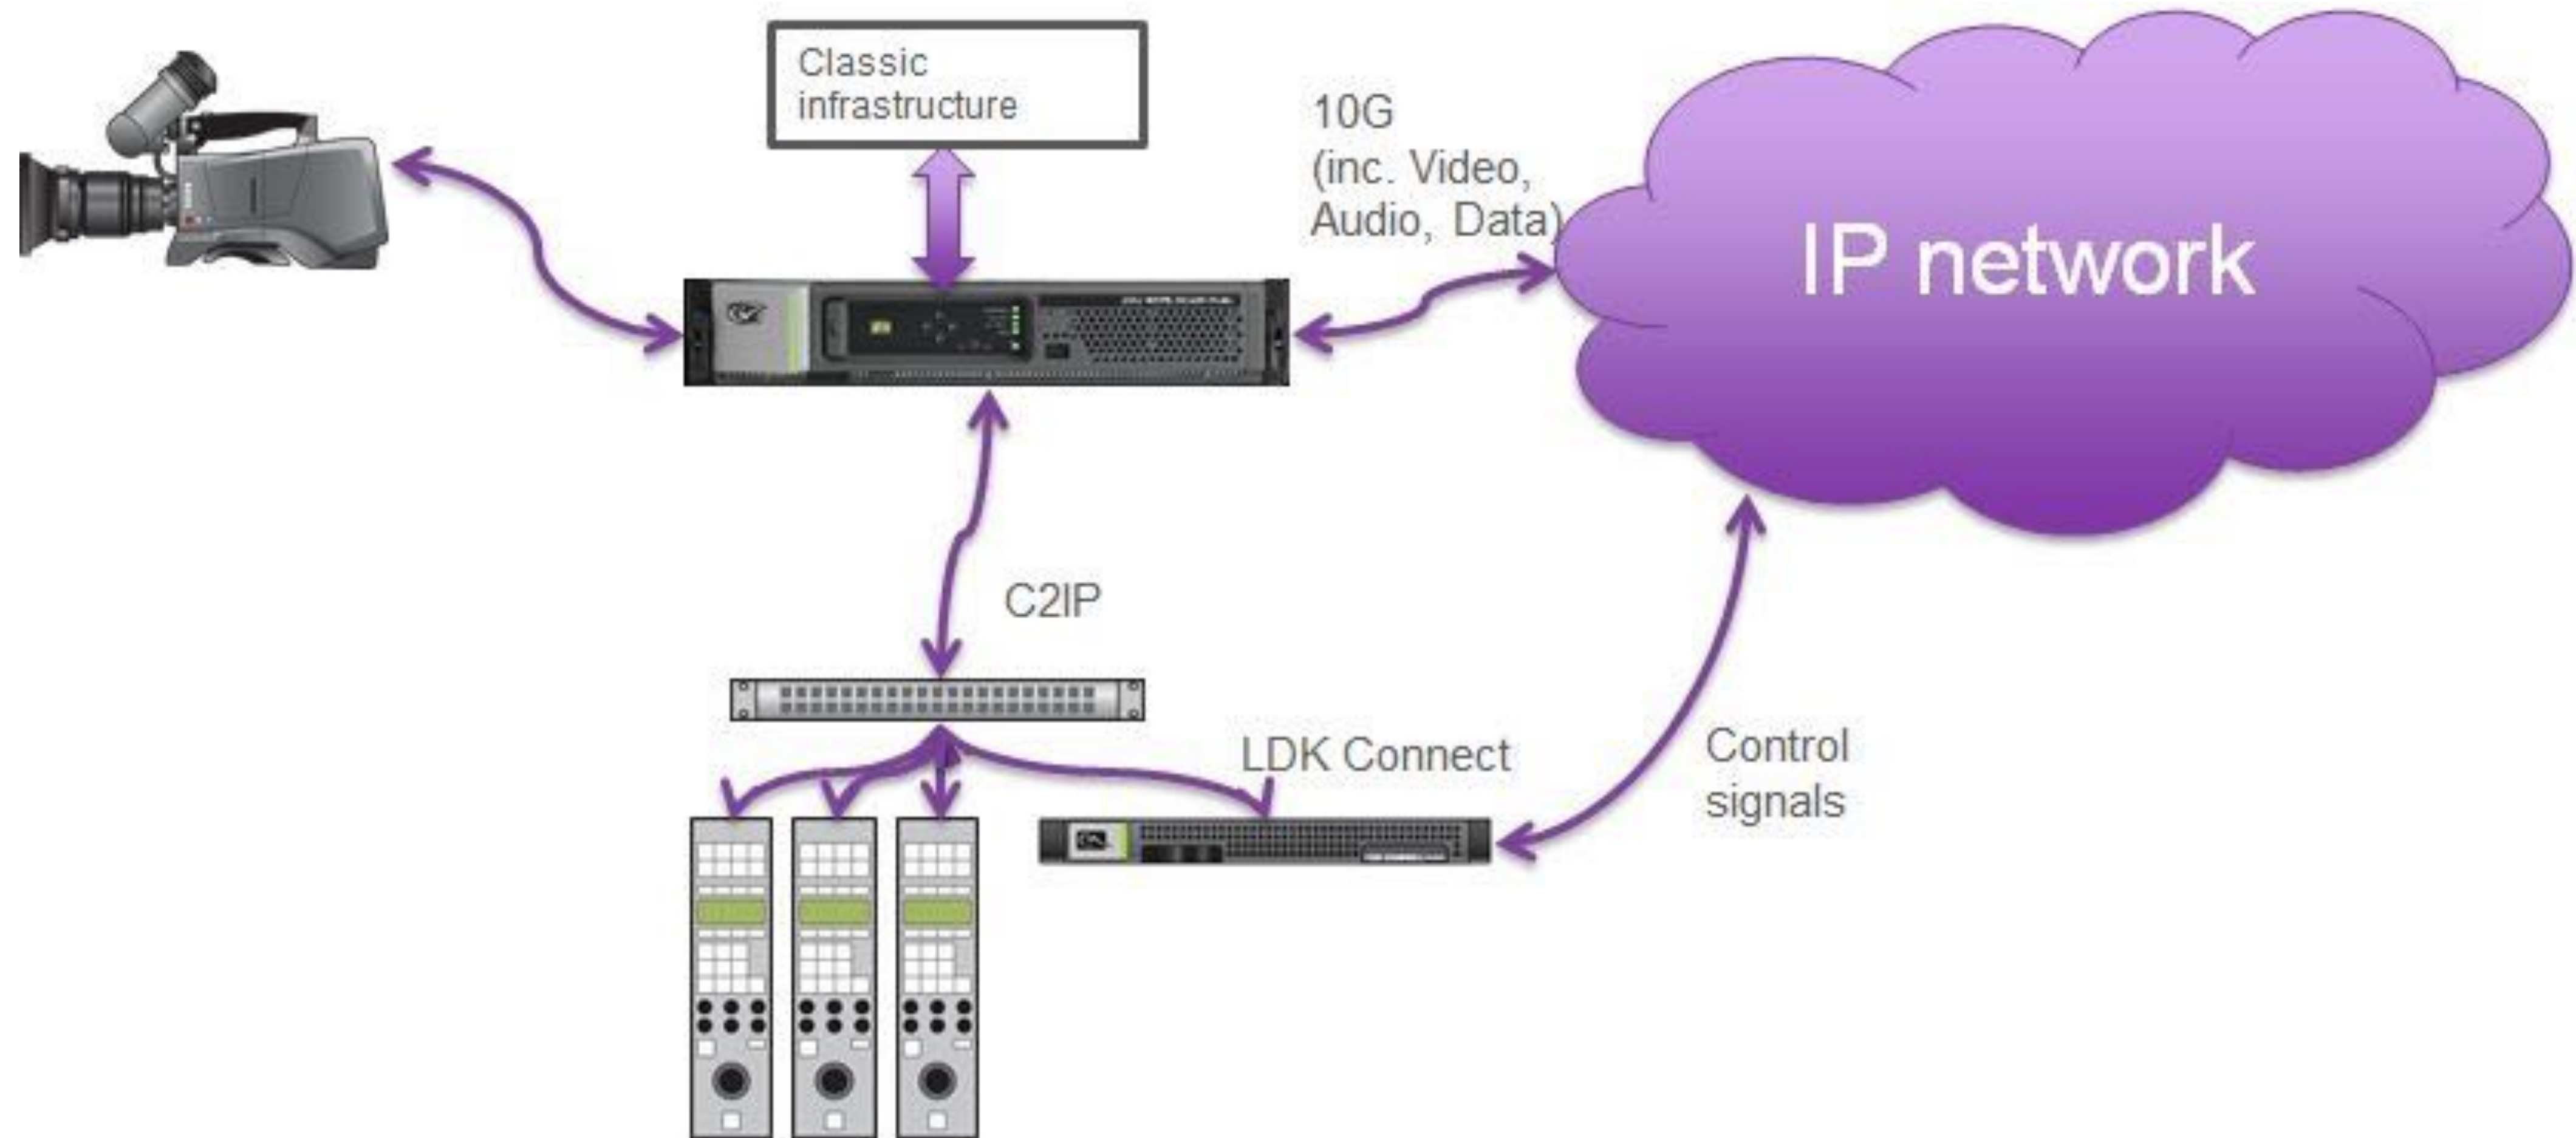 Classic
infrastructure
10G
(inc. Video,
Audio, Data)
IP network
C2IP
LDK Connect
Control
signals